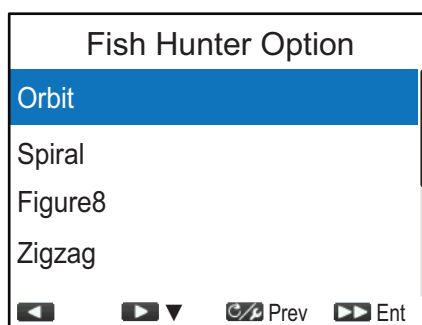 Fish Hunter Option
Orbit
Spiral
Figure8
Zigzag
▼ Prev Ent